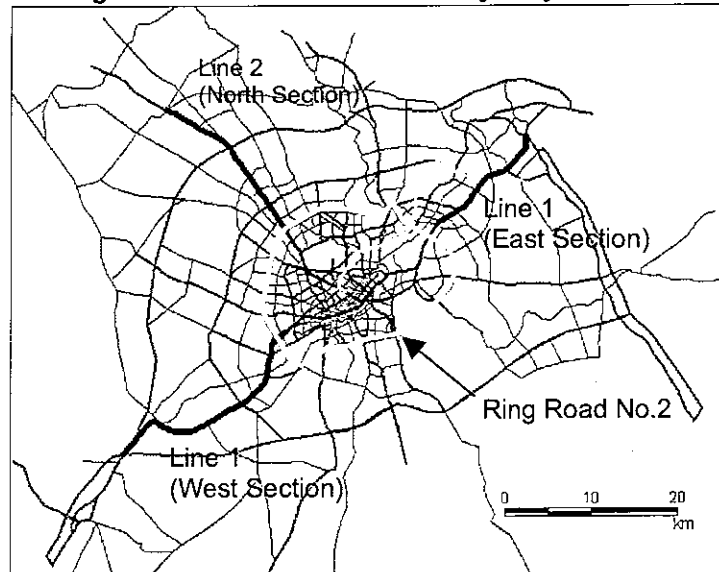 Line 2
(North Section)
Line 1
(East Section)
Ring Road No.2
Line 1
(West Section)
0 10 20
km